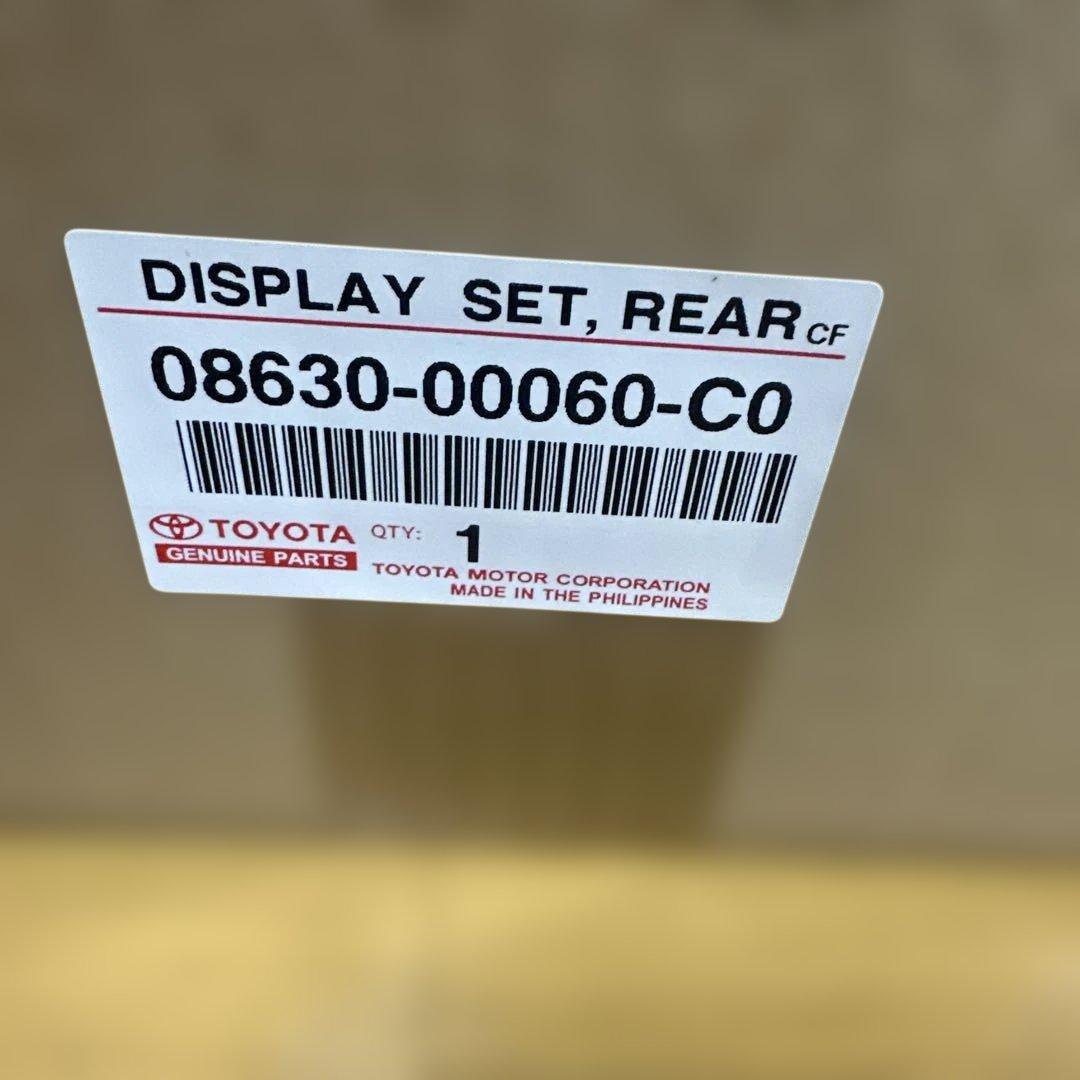 DISPLAY SET, REAR CF
08630-00060-C0
TOYOTA QTY: 1
GENUINE PARTS
TOYOTA MOTOR CORPORATION
MADE IN THE PHILIPPINES